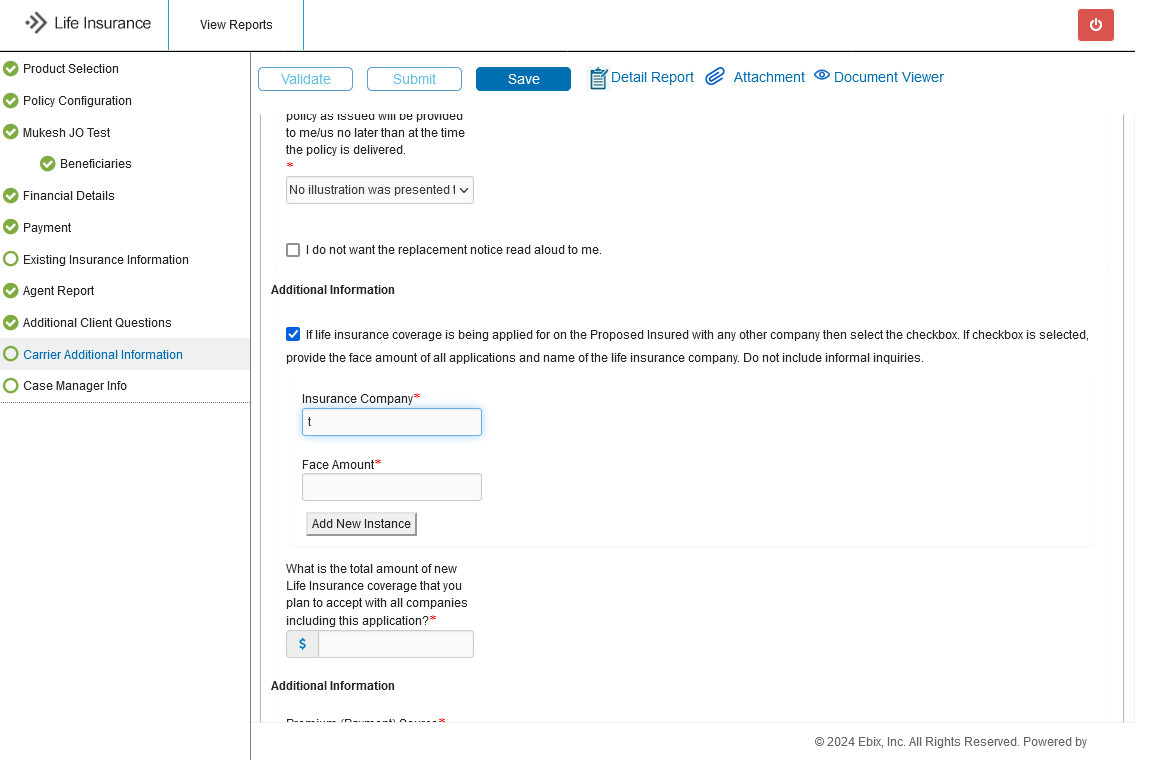 Life Insurance
View Reports
Product Selection
Policy Configuration
Mukesh JO Test
Beneficiaries
Financial Details
Payment
Existing Insurance Information
Agent Report
Additional Client Questions
Carrier Additional Information
Case Manager Info
Validate
Submit
Save
Detail Report
Attachment
Document Viewer
policy as issued will be provided
to me/us no later than at the time
the policy is delivered.
*
No illustration was presented t
I do not want the replacement notice read aloud to me.
Additional Information
If life insurance coverage is being applied for on the Proposed Insured with any other company then select the checkbox. If checkbox is selected,
provide the face amount of all applications and name of the life insurance company. Do not include informal inquiries.
Insurance Company*
t
Face Amount*
Add New Instance
What is the total amount of new
Life Insurance coverage that you
plan to accept with all companies
including this application?*
$
Additional Information
Premium (Payment) Source*
© 2024 Ebix, Inc. All Rights Reserved. Powered by